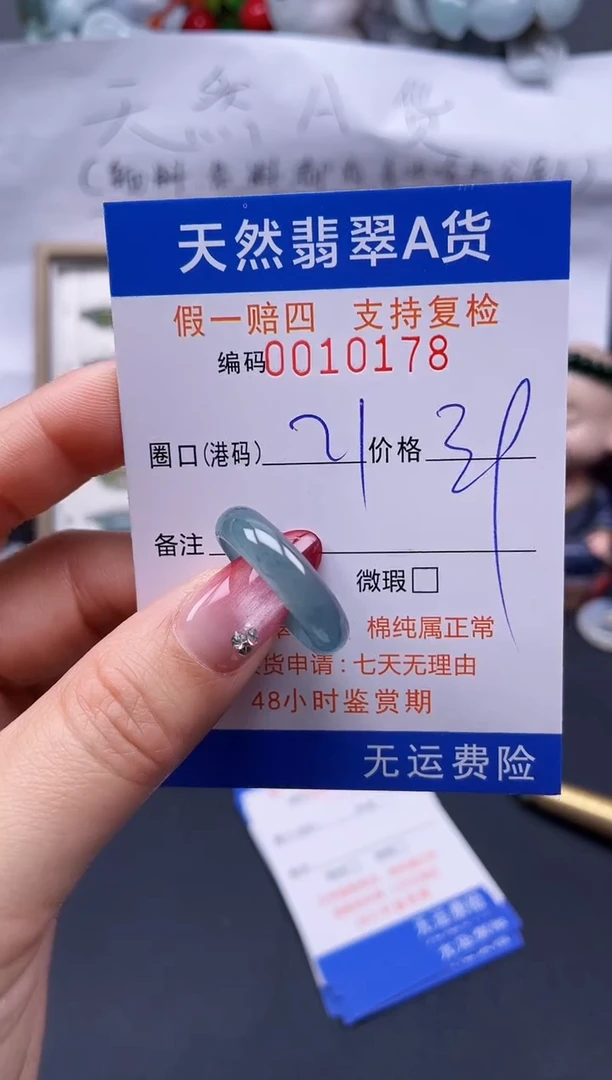 天然A货
天然翡翠A货
假一赔四 支持复检
编码0010178
圈口(港码) 21 价格
备注
微瑕□
棉纯属正常
货申请:七天无理由
48小时鉴赏期
无运费险